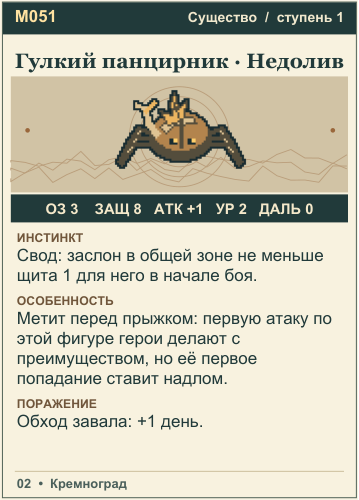 M051 Существо / ступень 1
Гулкий панцирник · Недолив
ОЗ 3 ЗАЩ 8 АТК +1 УР 2 ДАЛЬ 0
ИНСТИНКТ
Свод: заслон в общей зоне не меньше
щита 1 для него в начале боя.
ОСОБЕННОСТЬ
Метит перед прыжком: первую атаку по
этой фигуре герои делают с
преимуществом, но её первое
попадание ставит надлом.
ПОРАЖЕНИЕ
Обход завала: +1 день.
02 • Кремноград